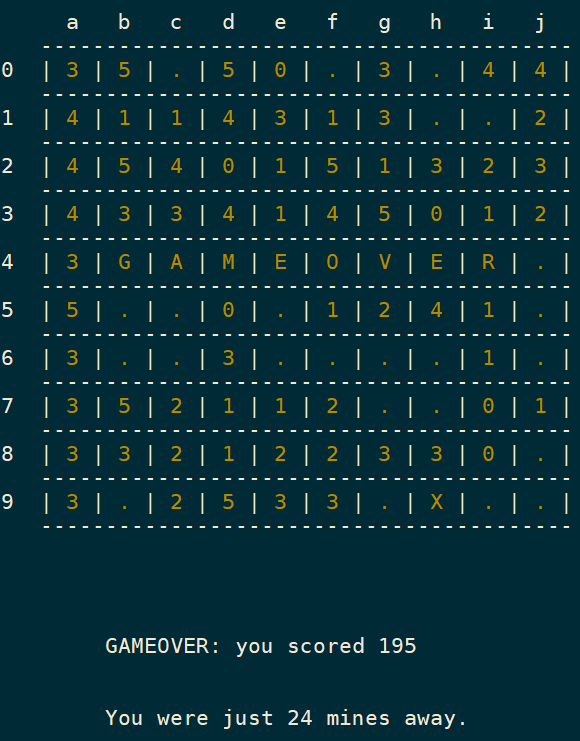 a b c d e f g h i j
-----------------------------------------
0 | 3 | 5 | . | 5 | 0 | . | 3 | . | 4 | 4 |
-----------------------------------------
1 | 4 | 1 | 1 | 4 | 3 | 1 | 3 | . | . | 2 |
-----------------------------------------
2 | 4 | 5 | 4 | 0 | 1 | 5 | 1 | 3 | 2 | 3 |
-----------------------------------------
3 | 4 | 3 | 3 | 4 | 1 | 4 | 5 | 0 | 1 | 2 |
-----------------------------------------
4 | 3 | G | A | M | E | O | V | E | R | . |
-----------------------------------------
5 | 5 | . | . | 0 | . | 1 | 2 | 4 | 1 | . |
-----------------------------------------
6 | 3 | . | . | 3 | . | . | . | . | 1 | . |
-----------------------------------------
7 | 3 | 5 | 2 | 1 | 1 | 2 | . | . | 0 | 1 |
-----------------------------------------
8 | 3 | 3 | 2 | 1 | 2 | 2 | 3 | 3 | 0 | . |
-----------------------------------------
9 | 3 | . | 2 | 5 | 3 | 3 | . | X | . | . |
-----------------------------------------
GAMEOVER: you scored 195
You were just 24 mines away.